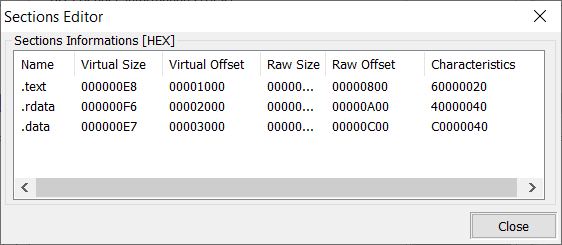 Sections Editor
Sections Informations [HEX]
Name Virtual Size Virtual Offset Raw Size Raw Offset Characteristics
.text 000000E8 00001000 00000... 00000800 60000020
.rdata 000000F6 00002000 00000... 00000A00 40000040
.data 000000E7 00003000 00000... 00000C00 C0000040
Close